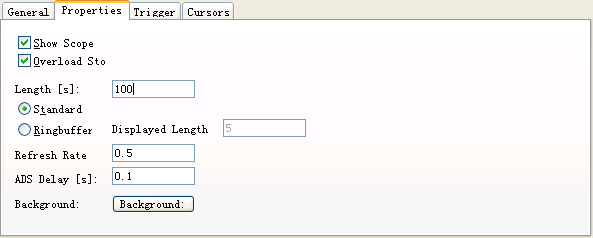 General Properties Trigger Cursors
Show Scope
Overload Sto
Length [s]: 100
Standard
Ringbuffer Displayed Length 5
Refresh Rate 0.5
ADS Delay [s]: 0.1
Background: Background: